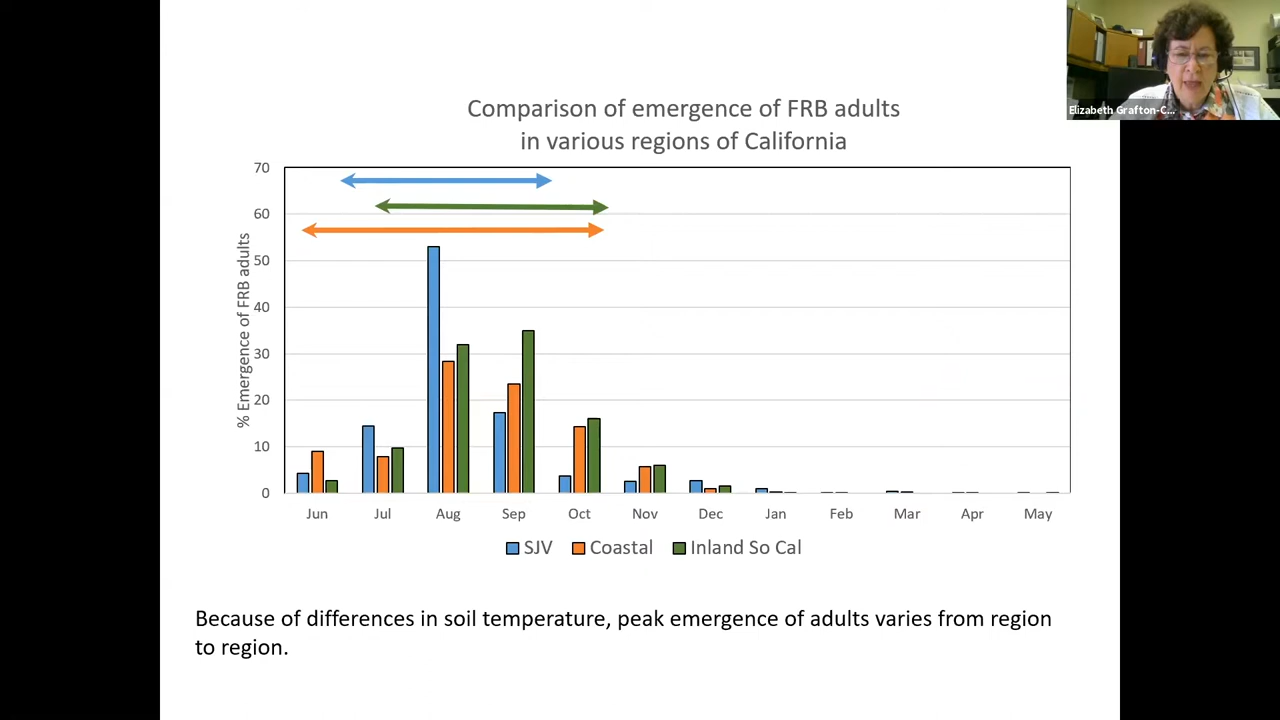 Elizabeth Grafton-C...
Comparison of emergence of FRB adults
in various regions of California
% Emergence of FRB adults
70
60
50
40
30
20
10
0
Jun Jul Aug Sep Oct Nov Dec Jan Feb Mar Apr May
SJV Coastal Inland So Cal
Because of differences in soil temperature, peak emergence of adults varies from region
to region.